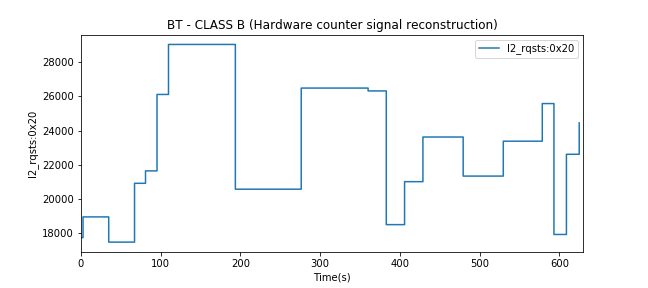 BT - CLASS B (Hardware counter signal reconstruction)
l2_rqsts:0x20
28000
26000
24000
22000
20000
18000
l2_rqsts:0x20
0 100 200 300 400 500 600
Time(s)